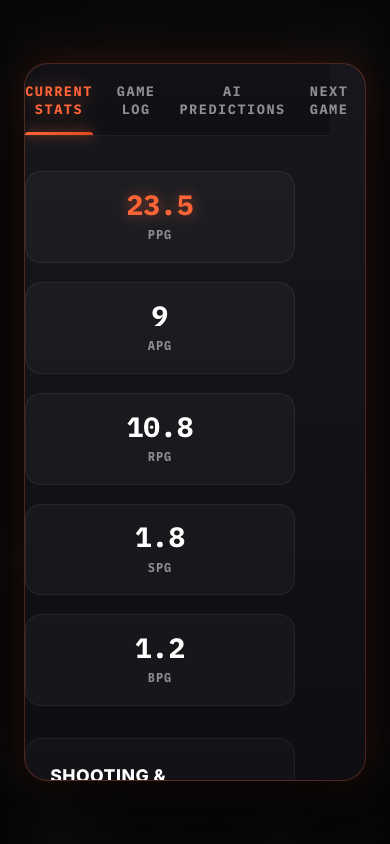 CURRENT STATS
GAME LOG
AI PREDICTIONS
NEXT GAME
23.5
PPG
9
APG
10.8
RPG
1.8
SPG
1.2
BPG
SHOOTING &